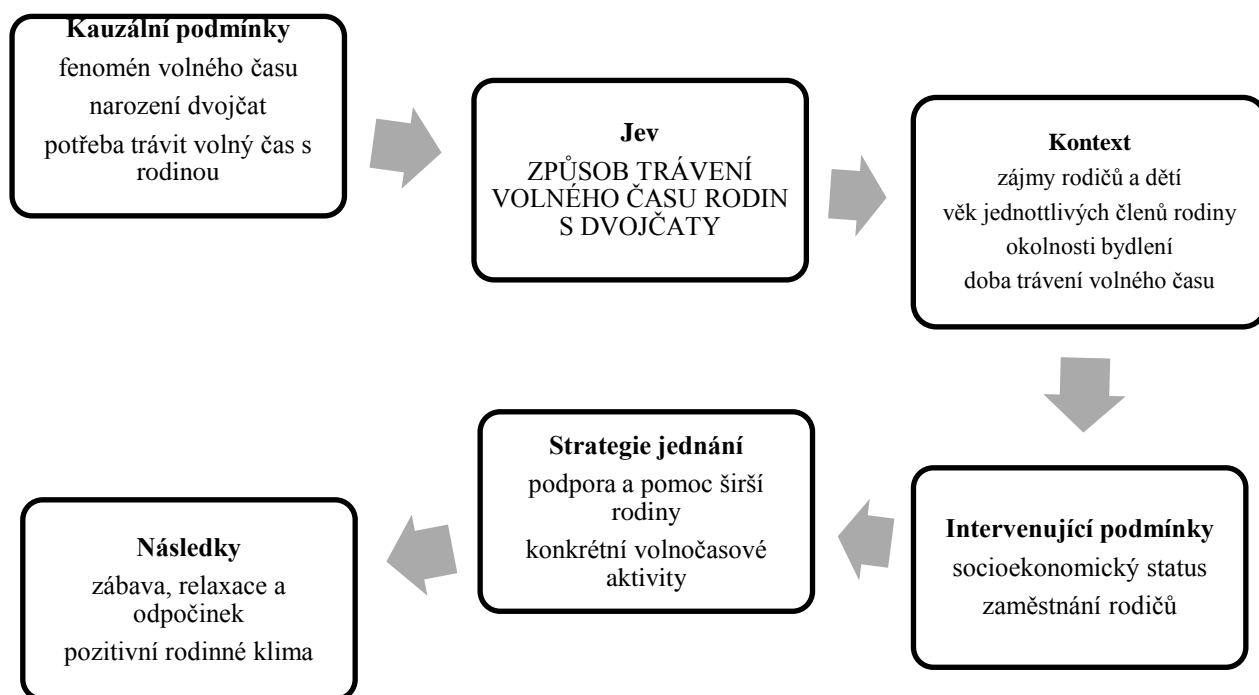 Kauzální podmínky
fenomén volného času
narození dvojčat
potřeba trávit volný čas s
rodinou
Jev
ZPŮSOB TRÁVENÍ
VOLNÉHO ČASU RODIN
S DVOJČATY
Kontext
zájmy rodičů a dětí
věk jednottlivých členů rodiny
okolnosti bydlení
doba trávení volného času
Intervenující podmínky
socioekonomický status
zaměstnání rodičů
Strategie jednání
podpora a pomoc širší
rodiny
konkrétní volnočasové
aktivity
Následky
zábava, relaxace a
odpočinek
pozitivní rodinné klima